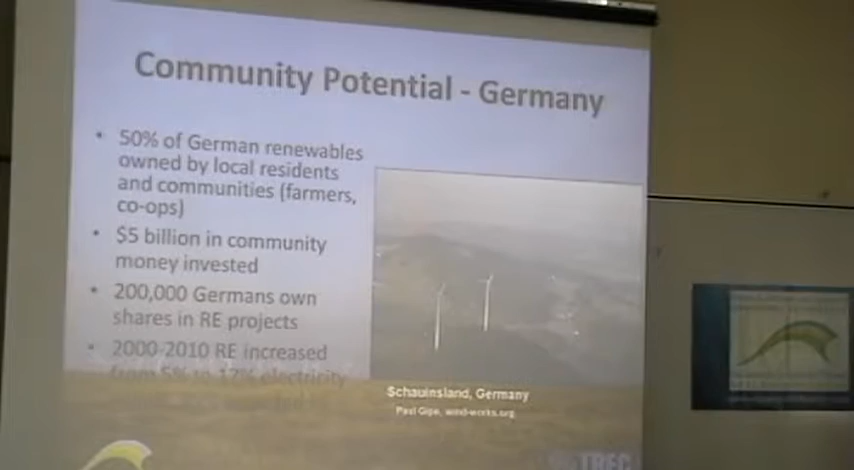 Community Potential - Germany
• 50% of German renewables
owned by local residents
and communities (farmers,
co-ops)
• $5 billion in community
money invested
• 200,000 Germans own
shares in RE projects
• 2000-2010 RE increased
from 5% to 17% electricity
Schauinsland, Germany
Paul Gipe, wind-works.org
TREC